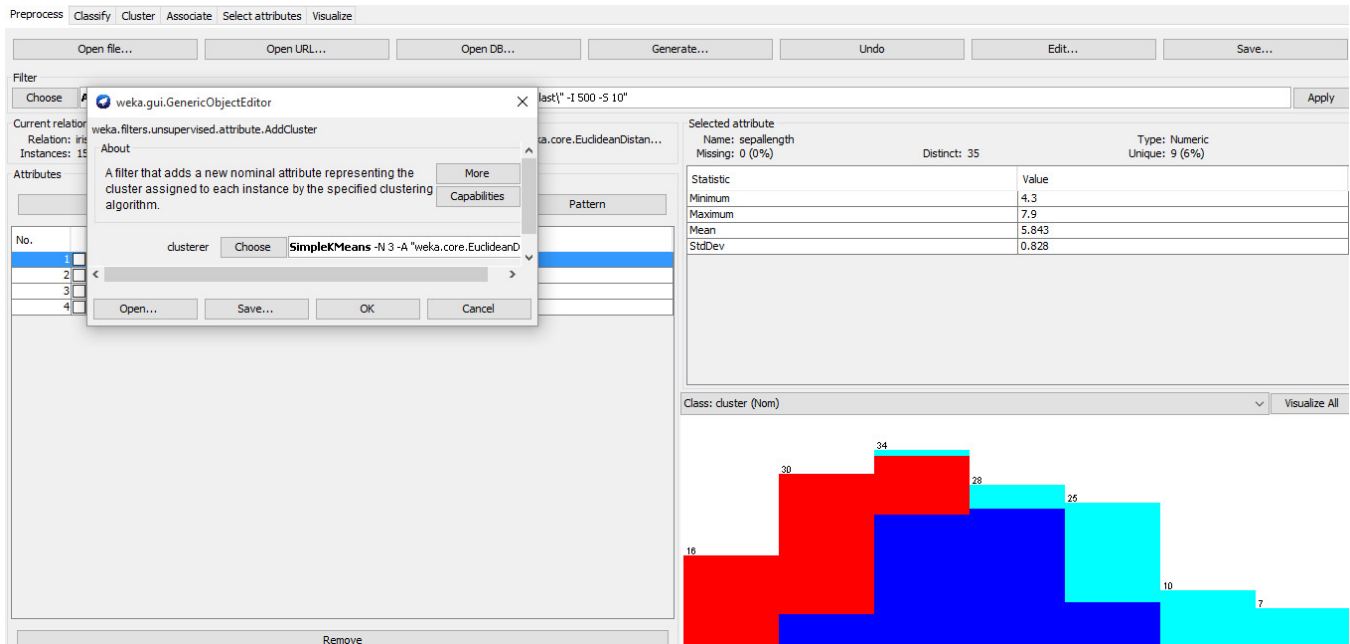 Preprocess Classify Cluster Associate Select attributes Visualize
Open file... Open URL... Open DB... Generate... Undo Edit... Save...
Filter
Choose last\" -I 500 -S 10" Apply
weka.gui.GenericObjectEditor
weka.filters.unsupervised.attribute.AddCluster
About
A filter that adds a new nominal attribute representing the
cluster assigned to each instance by the specified clustering
algorithm.
More
Capabilities
clusterer Choose SimpleKMeans -N 3 -A "weka.core.EuclideanD
Open... Save... OK Cancel
Current relation
Relation: iris
Instances: 15
ka.core.EuclideanDistan...
Attributes
Pattern
No.
1
2
3
4
Remove
Selected attribute
Name: sepallength Type: Numeric
Missing: 0 (0%) Distinct: 35 Unique: 9 (6%)
Statistic Value
Minimum 4.3
Maximum 7.9
Mean 5.843
StdDev 0.828
Class: cluster (Nom) Visualize All
34
30
28
25
16
10
7